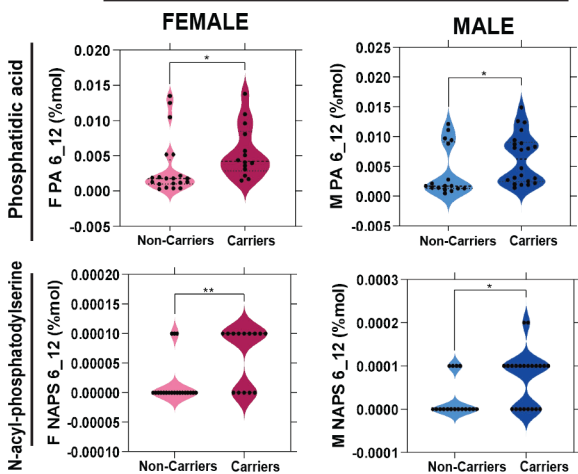 FEMALE
MALE
Phosphatidic acid
F PA 6_12 (%mol)
0.020
0.015
0.010
0.005
0.000
-0.005
*
Non-Carriers
Carriers
M PA 6_12 (%mol)
0.025
0.020
0.015
0.010
0.005
0.000
-0.005
*
Non-Carriers
Carriers
N-acyl-phosphatodylserine
F NAPS 6_12 (%mol)
0.00020
0.00015
0.00010
0.00005
0.00000
-0.00005
-0.00010
**
Non-Carriers
Carriers
M NAPS 6_12 (%mol)
0.0003
0.0002
0.0001
0.0000
-0.0001
*
Non-Carriers
Carriers